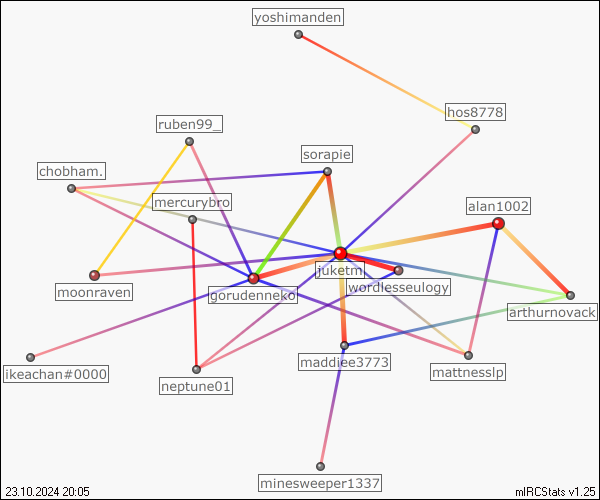 yoshimanden
hos8778
ruben99_
sorapie
chobham.
mercurybro
alan1002
juketm
moonraven
gorudenneko
wordlesseulogy
arthurnovack
maddiee3773
ikeachan#0000
mattnesslp
neptune01
minesweeper1337
23.10.2024 20:05
mIRCStats v1.25